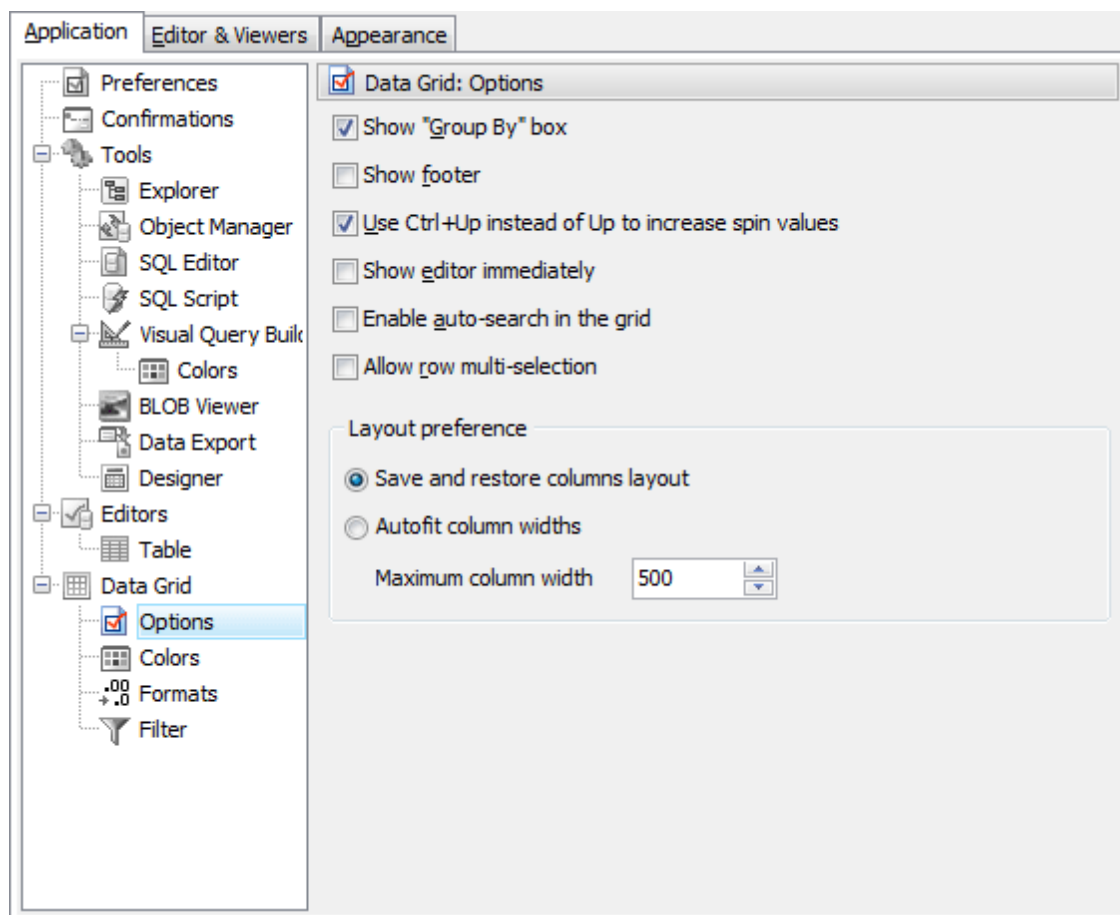 Application
Editor & Viewers
Appearance
Preferences
Confirmations
Tools
Explorer
Object Manager
SQL Editor
SQL Script
Visual Query Build
Colors
BLOB Viewer
Data Export
Designer
Editors
Table
Data Grid
Options
Colors
Formats
Filter
Data Grid: Options
Show "Group By" box
Show footer
Use Ctrl+Up instead of Up to increase spin values
Show editor immediately
Enable auto-search in the grid
Allow row multi-selection
Layout preference
Save and restore columns layout
Autofit column widths
Maximum column width 500